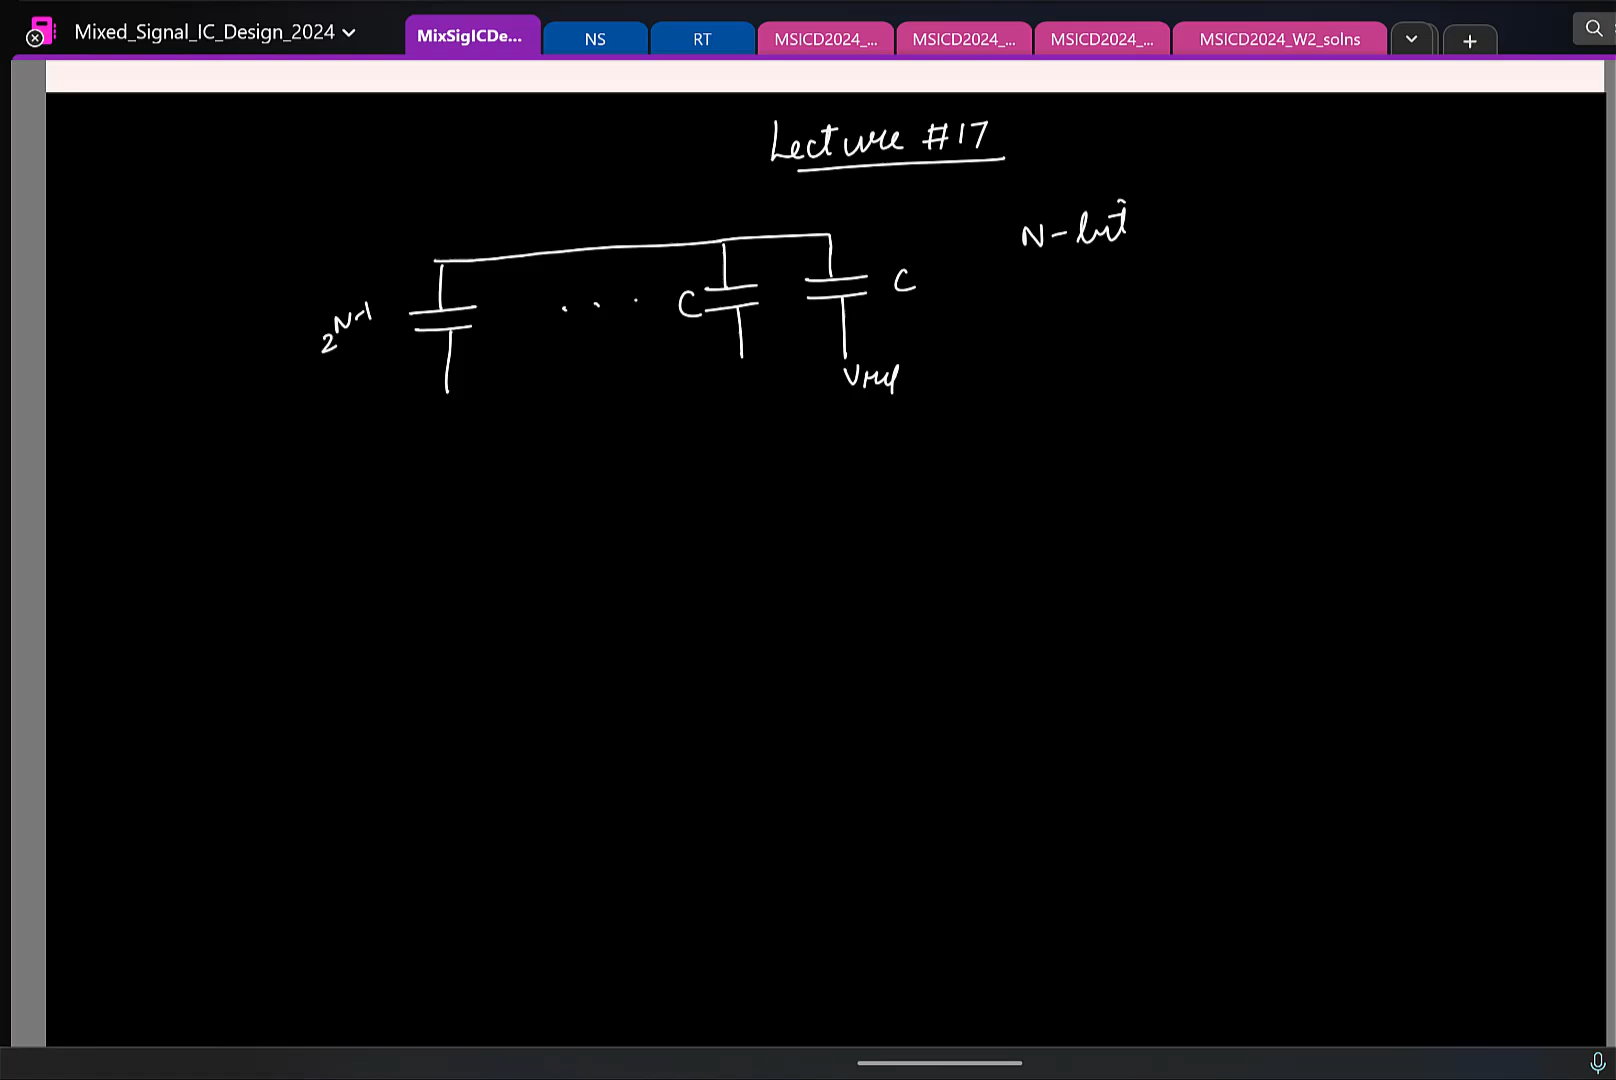 Mixed_Signal_IC_Design_2024
MixSigICDe... NS RT MSICD2024_... MSICD2024_... MSICD2024_... MSICD2024_W2_solns
Lecture #17
N-bit
2^N-1 ... C C
Vref